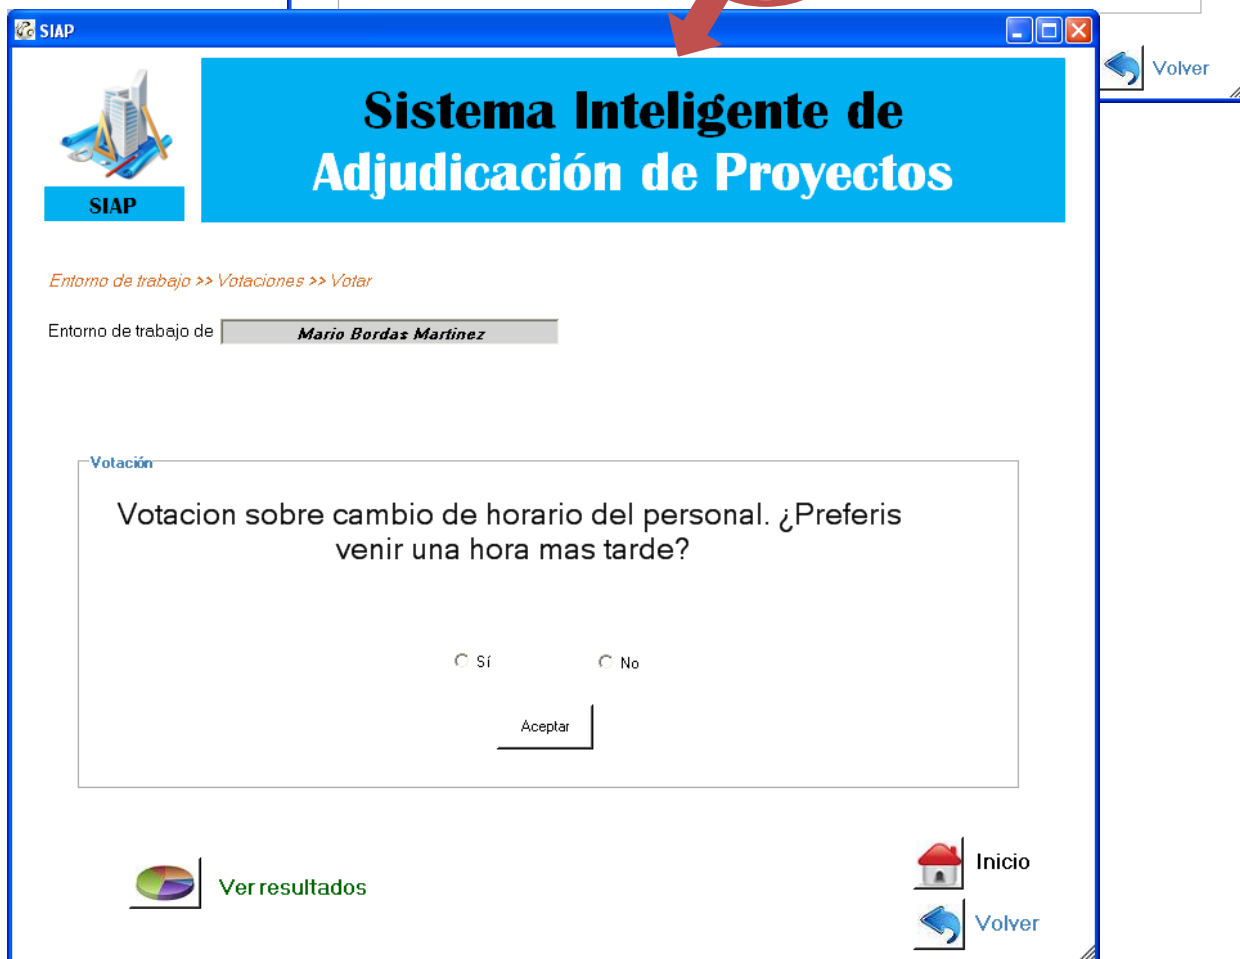 SIAP
Volver
Sistema Inteligente de
Adjudicación de Proyectos
SIAP
Entorno de trabajo >> Votaciones >> Votar
Entorno de trabajo de Mario Bordas Martinez
Votación
Votacion sobre cambio de horario del personal. ¿Preferis
venir una hora mas tarde?
Sí No
Aceptar
Inicio
Ver resultados
Volver